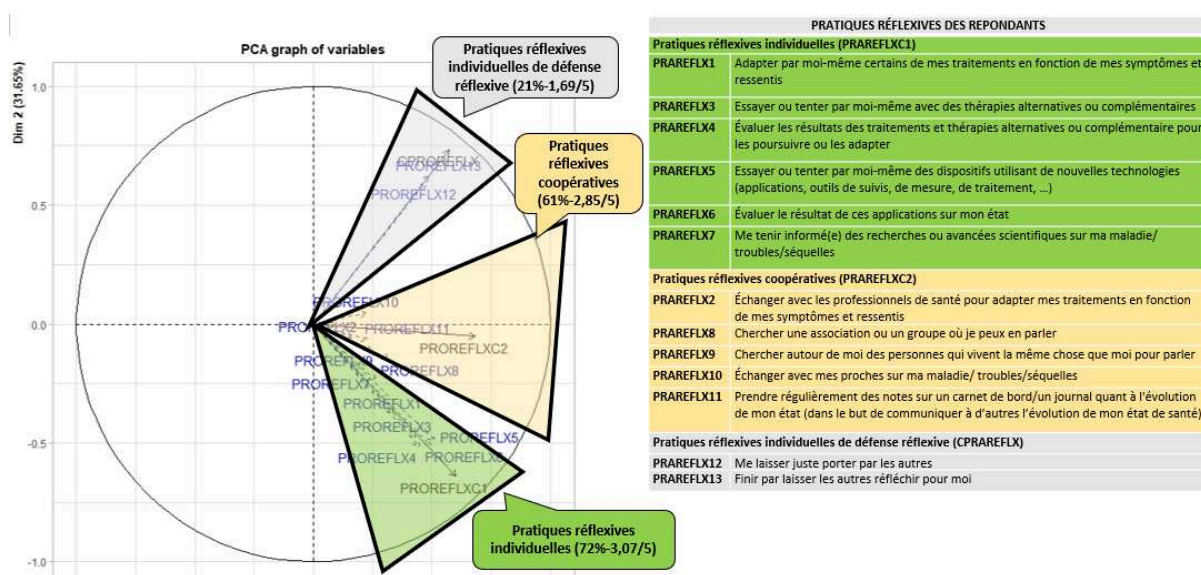 PCA graph of variables
Dim 2 (31.65%)
1.0
0.5
0.0
-0.5
-1.0
Pratiques réflexives
individuelles de défense
réflexive (21%-1,69/5)
Pratiques
réflexives
coopératives
(61%-2,85/5)
Pratiques réflexives
individuelles (72%-3,07/5)
CPROREFLX
PROREFLX13
PROREFLX12
PROREFLX10
PROREFLX2
PROREFLX11
PROREFLXC2
PROREFLX9
PROREFLX8
PROREFLX7
PROREFLX1
PROREFLX3
PROREFLX5
PROREFLX4
PROREFLXC1
PRATIQUES RÉFLEXIVES DES REPONDANTS
Pratiques réflexives individuelles (PRAREFLXC1)
PRAREFLX1 Adapter par moi-même certains de mes traitements en fonction de mes symptômes et
ressentis
PRAREFLX3 Essayer ou tenter par moi-même avec des thérapies alternatives ou complémentaires
PRAREFLX4 Évaluer les résultats des traitements et thérapies alternatives ou complémentaire pour
les poursuivre ou les adapter
PRAREFLX5 Essayer ou tenter par moi-même des dispositifs utilisant de nouvelles technologies
(applications, outils de suivis, de mesure, de traitement, ...)
PRAREFLX6 Évaluer le résultat de ces applications sur mon état
PRAREFLX7 Me tenir informé(e) des recherches ou avancées scientifiques sur ma maladie/
troubles/séquelles
Pratiques réflexives coopératives (PRAREFLXC2)
PRAREFLX2 Échanger avec les professionnels de santé pour adapter mes traitements en fonction
de mes symptômes et ressentis
PRAREFLX8 Chercher une association ou un groupe où je peux en parler
PRAREFLX9 Chercher autour de moi des personnes qui vivent la même chose que moi pour parler
PRAREFLX10 Échanger avec mes proches sur ma maladie/ troubles/séquelles
PRAREFLX11 Prendre régulièrement des notes sur un carnet de bord/un journal quant à l'évolution
de mon état (dans le but de communiquer à d'autres l'évolution de mon état de santé)
Pratiques réflexives individuelles de défense réflexive (CPRAREFLX)
PRAREFLX12 Me laisser juste porter par les autres
PRAREFLX13 Finir par laisser les autres réfléchir pour moi